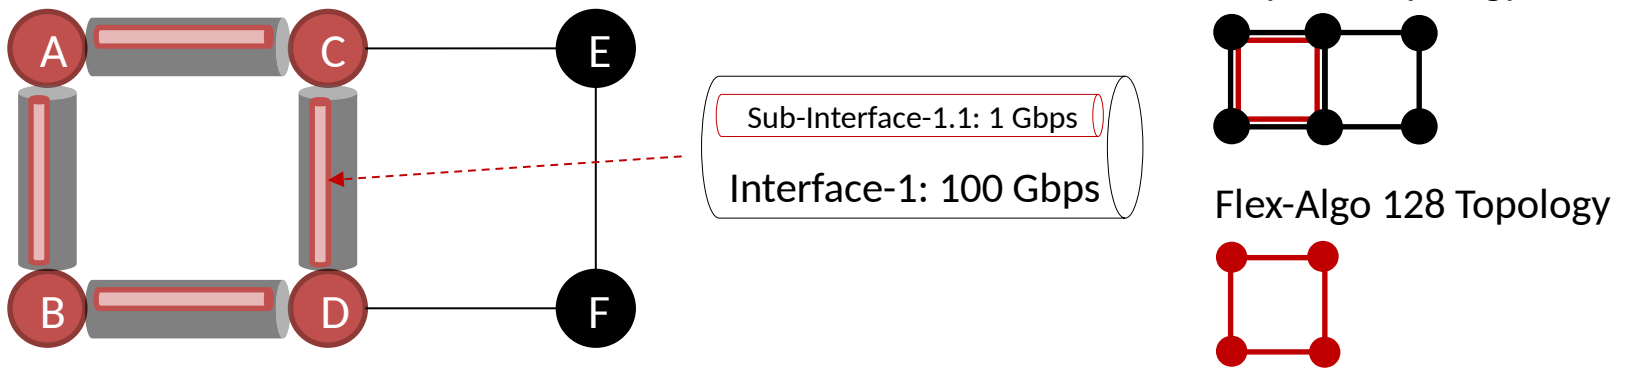 A
C
E
B
D
F
Sub-Interface-1.1: 1 Gbps
Interface-1: 100 Gbps
Flex-Algo 128 Topology